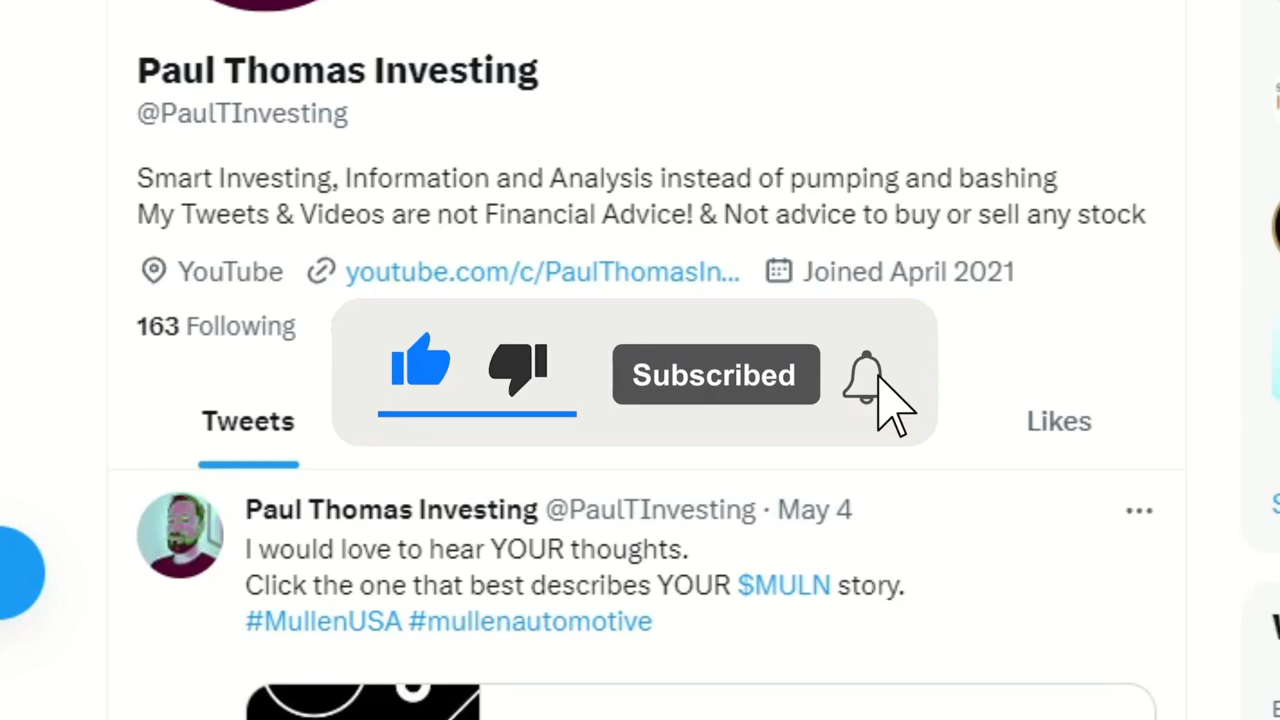 Paul Thomas Investing
@PaulTInvesting
Smart Investing, Information and Analysis instead of pumping and bashing
My Tweets & Videos are not Financial Advice! & Not advice to buy or sell any stock
YouTube youtube.com/c/PaulThomasIn... Joined April 2021
163 Following
Subscribed
Tweets Likes
Paul Thomas Investing @PaulTInvesting · May 4
I would love to hear YOUR thoughts.
Click the one that best describes YOUR $MULN story.
#MullenUSA #mullenautomotive